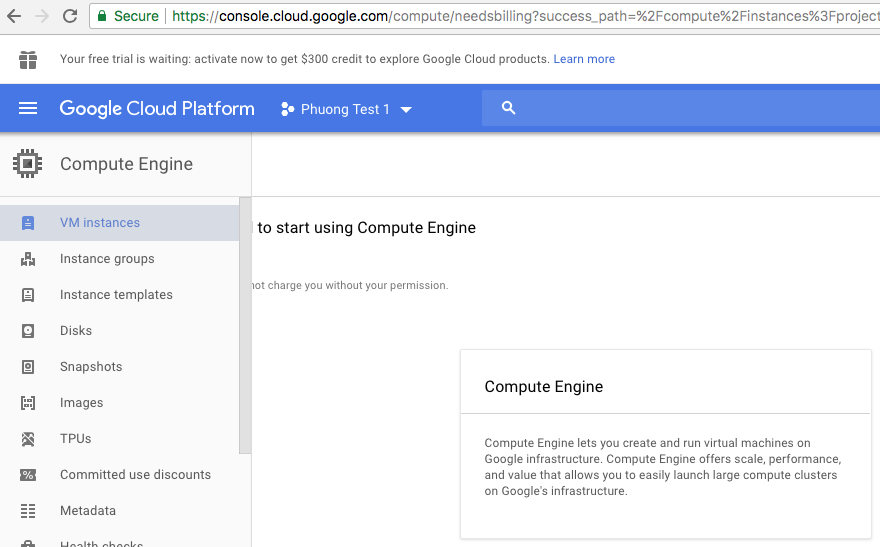 Secure https://console.cloud.google.com/compute/needsbilling?success_path=%2Fcompute%2Finstances%3Fproject
Your free trial is waiting: activate now to get $300 credit to explore Google Cloud products. Learn more
Google Cloud Platform
Phuong Test 1
Compute Engine
VM instances
Instance groups
Instance templates
Disks
Snapshots
Images
TPUs
Committed use discounts
Metadata
Health checks
to start using Compute Engine
not charge you without your permission.
Compute Engine
Compute Engine lets you create and run virtual machines on
Google infrastructure. Compute Engine offers scale, performance,
and value that allows you to easily launch large compute clusters
on Google's infrastructure.